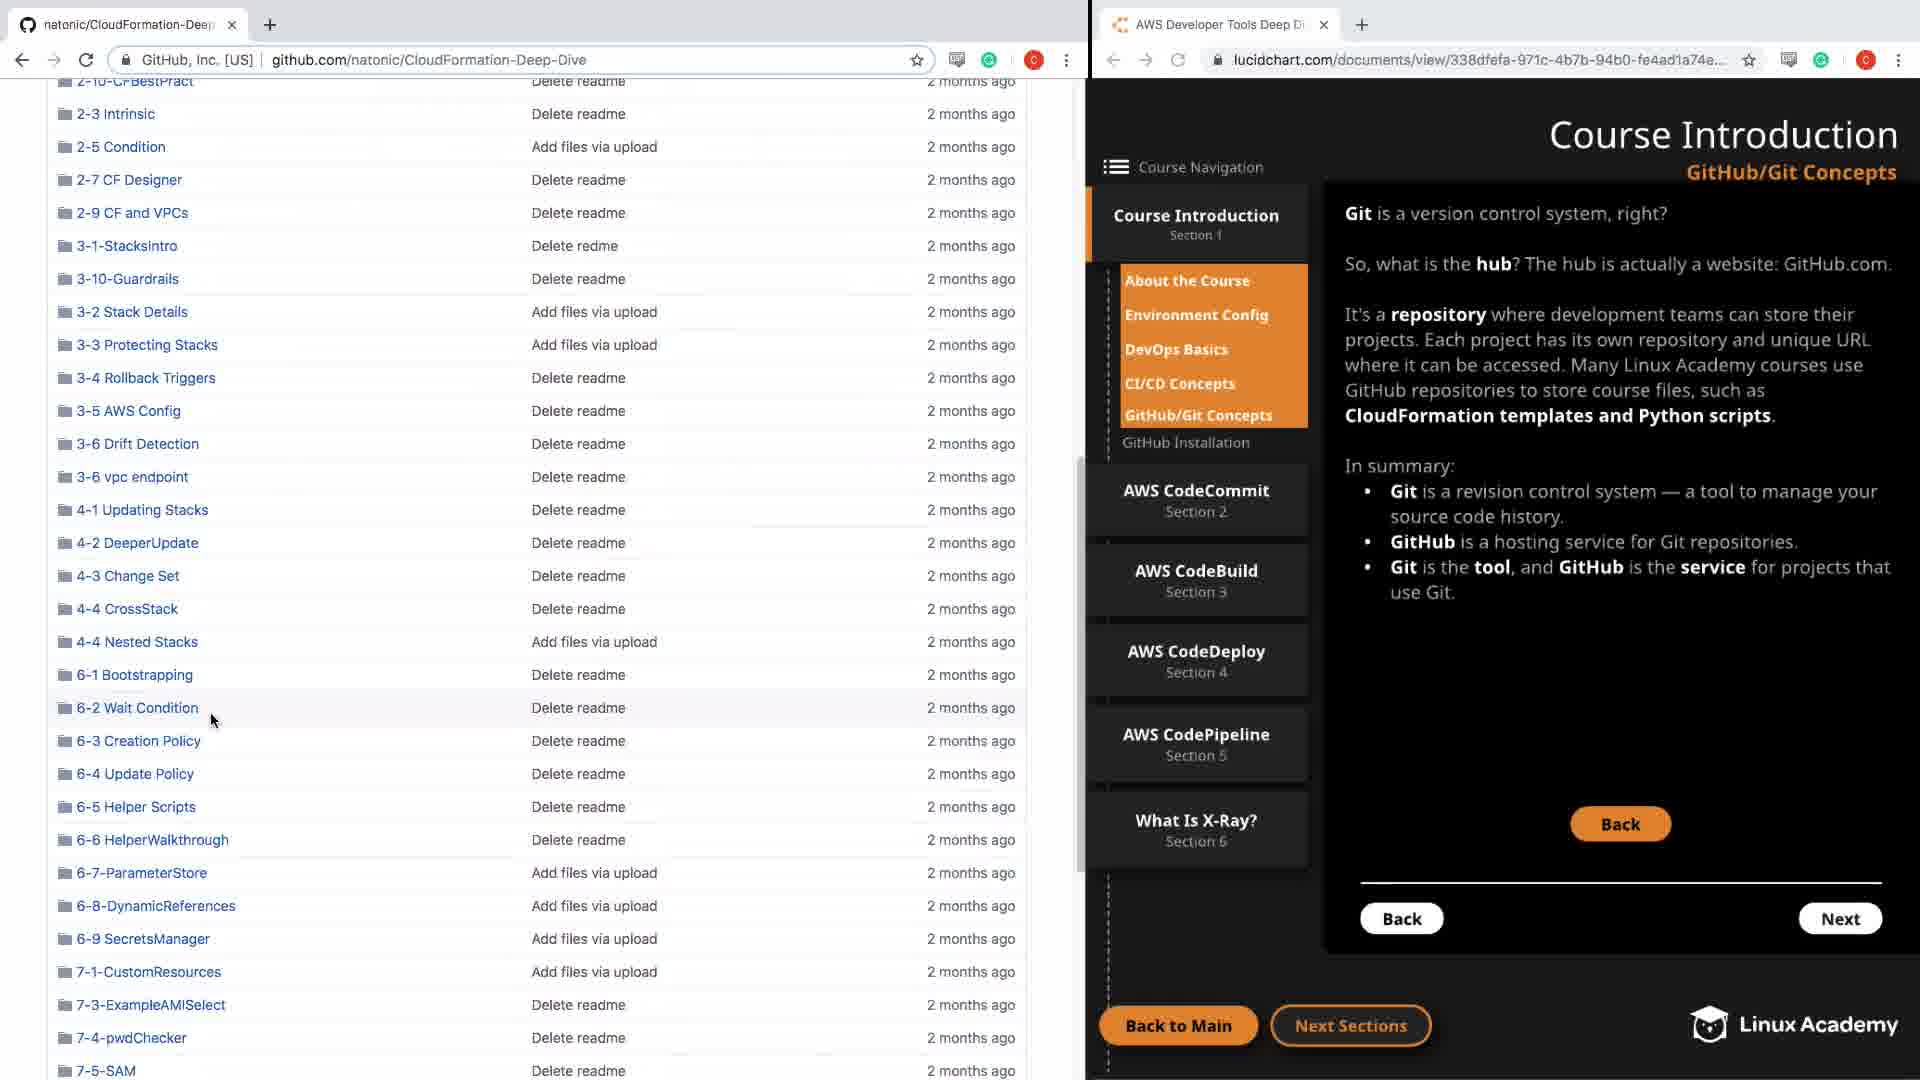 natonic/CloudFormation-Deep
GitHub, Inc. [US]
github.com/natonic/CloudFormation-Deep-Dive
2-10-CFBestPract Delete readme 2 months ago
2-3 Intrinsic Delete readme 2 months ago
2-5 Condition Add files via upload 2 months ago
2-7 CF Designer Delete readme 2 months ago
2-9 CF and VPCs Delete readme 2 months ago
3-1-StacksIntro Delete redme 2 months ago
3-10-Guardrails Delete readme 2 months ago
3-2 Stack Details Add files via upload 2 months ago
3-3 Protecting Stacks Add files via upload 2 months ago
3-4 Rollback Triggers Delete readme 2 months ago
3-5 AWS Config Delete readme 2 months ago
3-6 Drift Detection Delete readme 2 months ago
3-6 vpc endpoint Delete readme 2 months ago
4-1 Updating Stacks Delete readme 2 months ago
4-2 DeeperUpdate Delete readme 2 months ago
4-3 Change Set Delete readme 2 months ago
4-4 CrossStack Delete readme 2 months ago
4-4 Nested Stacks Add files via upload 2 months ago
6-1 Bootstrapping Delete readme 2 months ago
6-2 Wait Condition Delete readme 2 months ago
6-3 Creation Policy Delete readme 2 months ago
6-4 Update Policy Delete readme 2 months ago
6-5 Helper Scripts Delete readme 2 months ago
6-6 HelperWalkthrough Delete readme 2 months ago
6-7-ParameterStore Add files via upload 2 months ago
6-8-DynamicReferences Add files via upload 2 months ago
6-9 SecretsManager Add files via upload 2 months ago
7-1-CustomResources Add files via upload 2 months ago
7-3-ExampleAMISelect Delete readme 2 months ago
7-4-pwdChecker Delete readme 2 months ago
7-5-SAM Delete readme 2 months ago
AWS Developer Tools Deep Di
lucidchart.com/documents/view/338dfefa-971c-4b7b-94b0-fe4ad1a74e...
Course Introduction
GitHub/Git Concepts
Course Navigation
Course Introduction
Section 1
About the Course
Environment Config
DevOps Basics
CI/CD Concepts
GitHub/Git Concepts
GitHub Installation
AWS CodeCommit
Section 2
AWS CodeBuild
Section 3
AWS CodeDeploy
Section 4
AWS CodePipeline
Section 5
What Is X-Ray?
Section 6
Git is a version control system, right?
So, what is the hub? The hub is actually a website: GitHub.com.
It's a repository where development teams can store their
projects. Each project has its own repository and unique URL
where it can be accessed. Many Linux Academy courses use
GitHub repositories to store course files, such as
CloudFormation templates and Python scripts.
In summary:
• Git is a revision control system — a tool to manage your
source code history.
• GitHub is a hosting service for Git repositories.
• Git is the tool, and GitHub is the service for projects that
use Git.
Back
Back Next
Back to Main Next Sections
Linux Academy